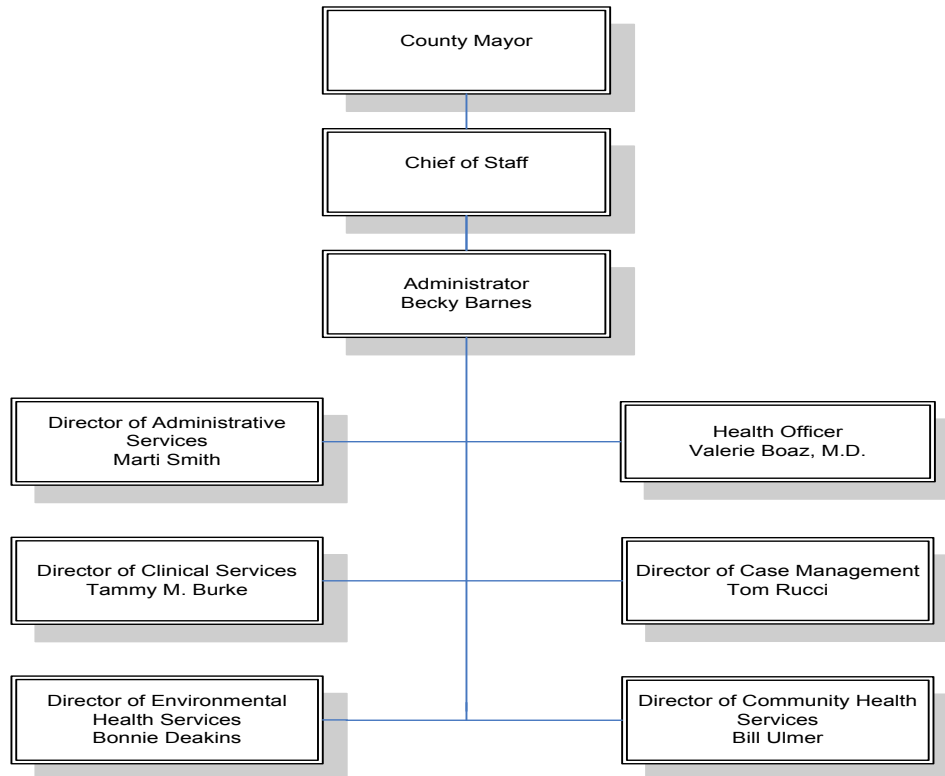 County Mayor
Chief of Staff
Administrator
Becky Barnes
Director of Administrative
Services
Marti Smith
Health Officer
Valerie Boaz, M.D.
Director of Clinical Services
Tammy M. Burke
Director of Case Management
Tom Rucci
Director of Environmental
Health Services
Bonnie Deakins
Director of Community Health
Services
Bill Ulmer